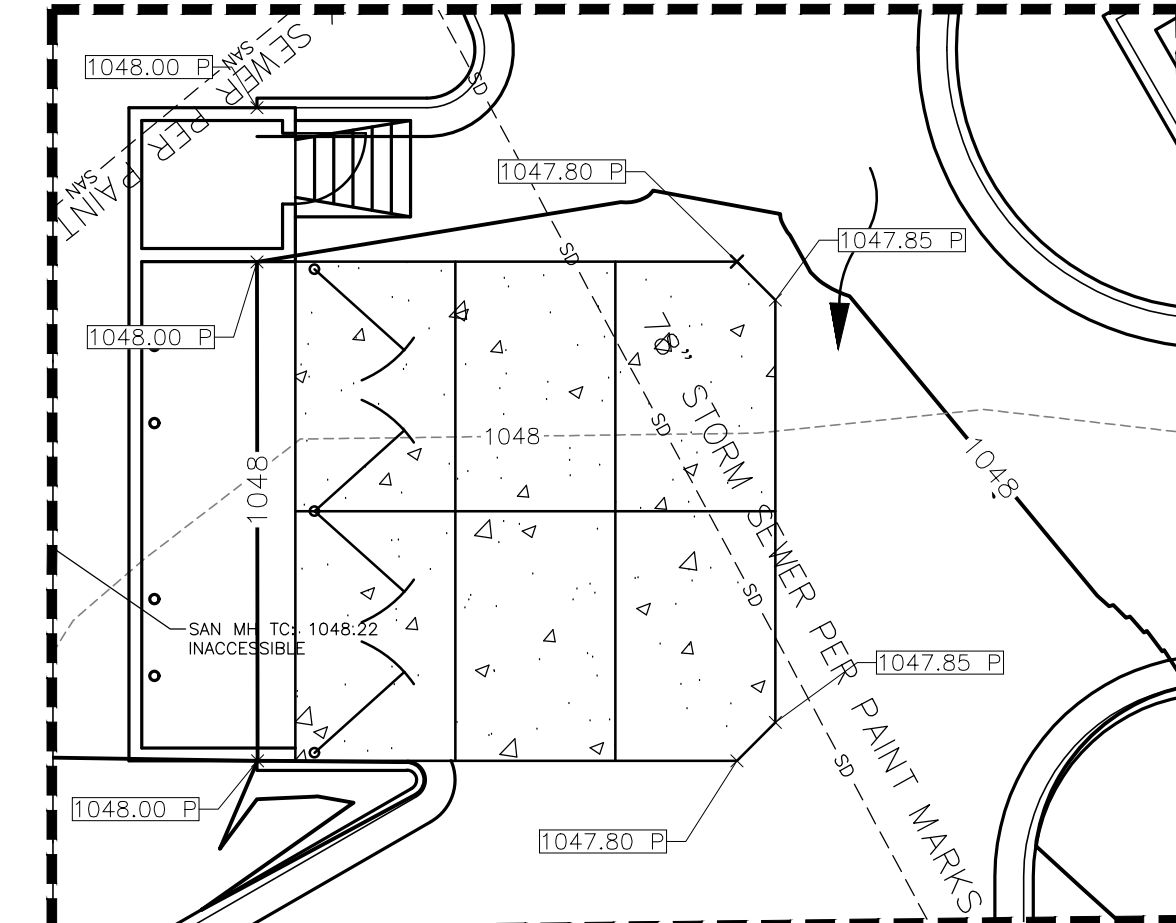 SEWER PER PAINT
SAN
SAN
1048.00 P
SD
1047.80 P
1047.85 P
SD
1048.00 P
78" STORM SEWER PER PAINT MARKS
SD
1048
1048
1048
SD
SAN MH TC: 1048.22
INACCESSIBLE
1047.85 P
SD
1048.00 P
1047.80 P